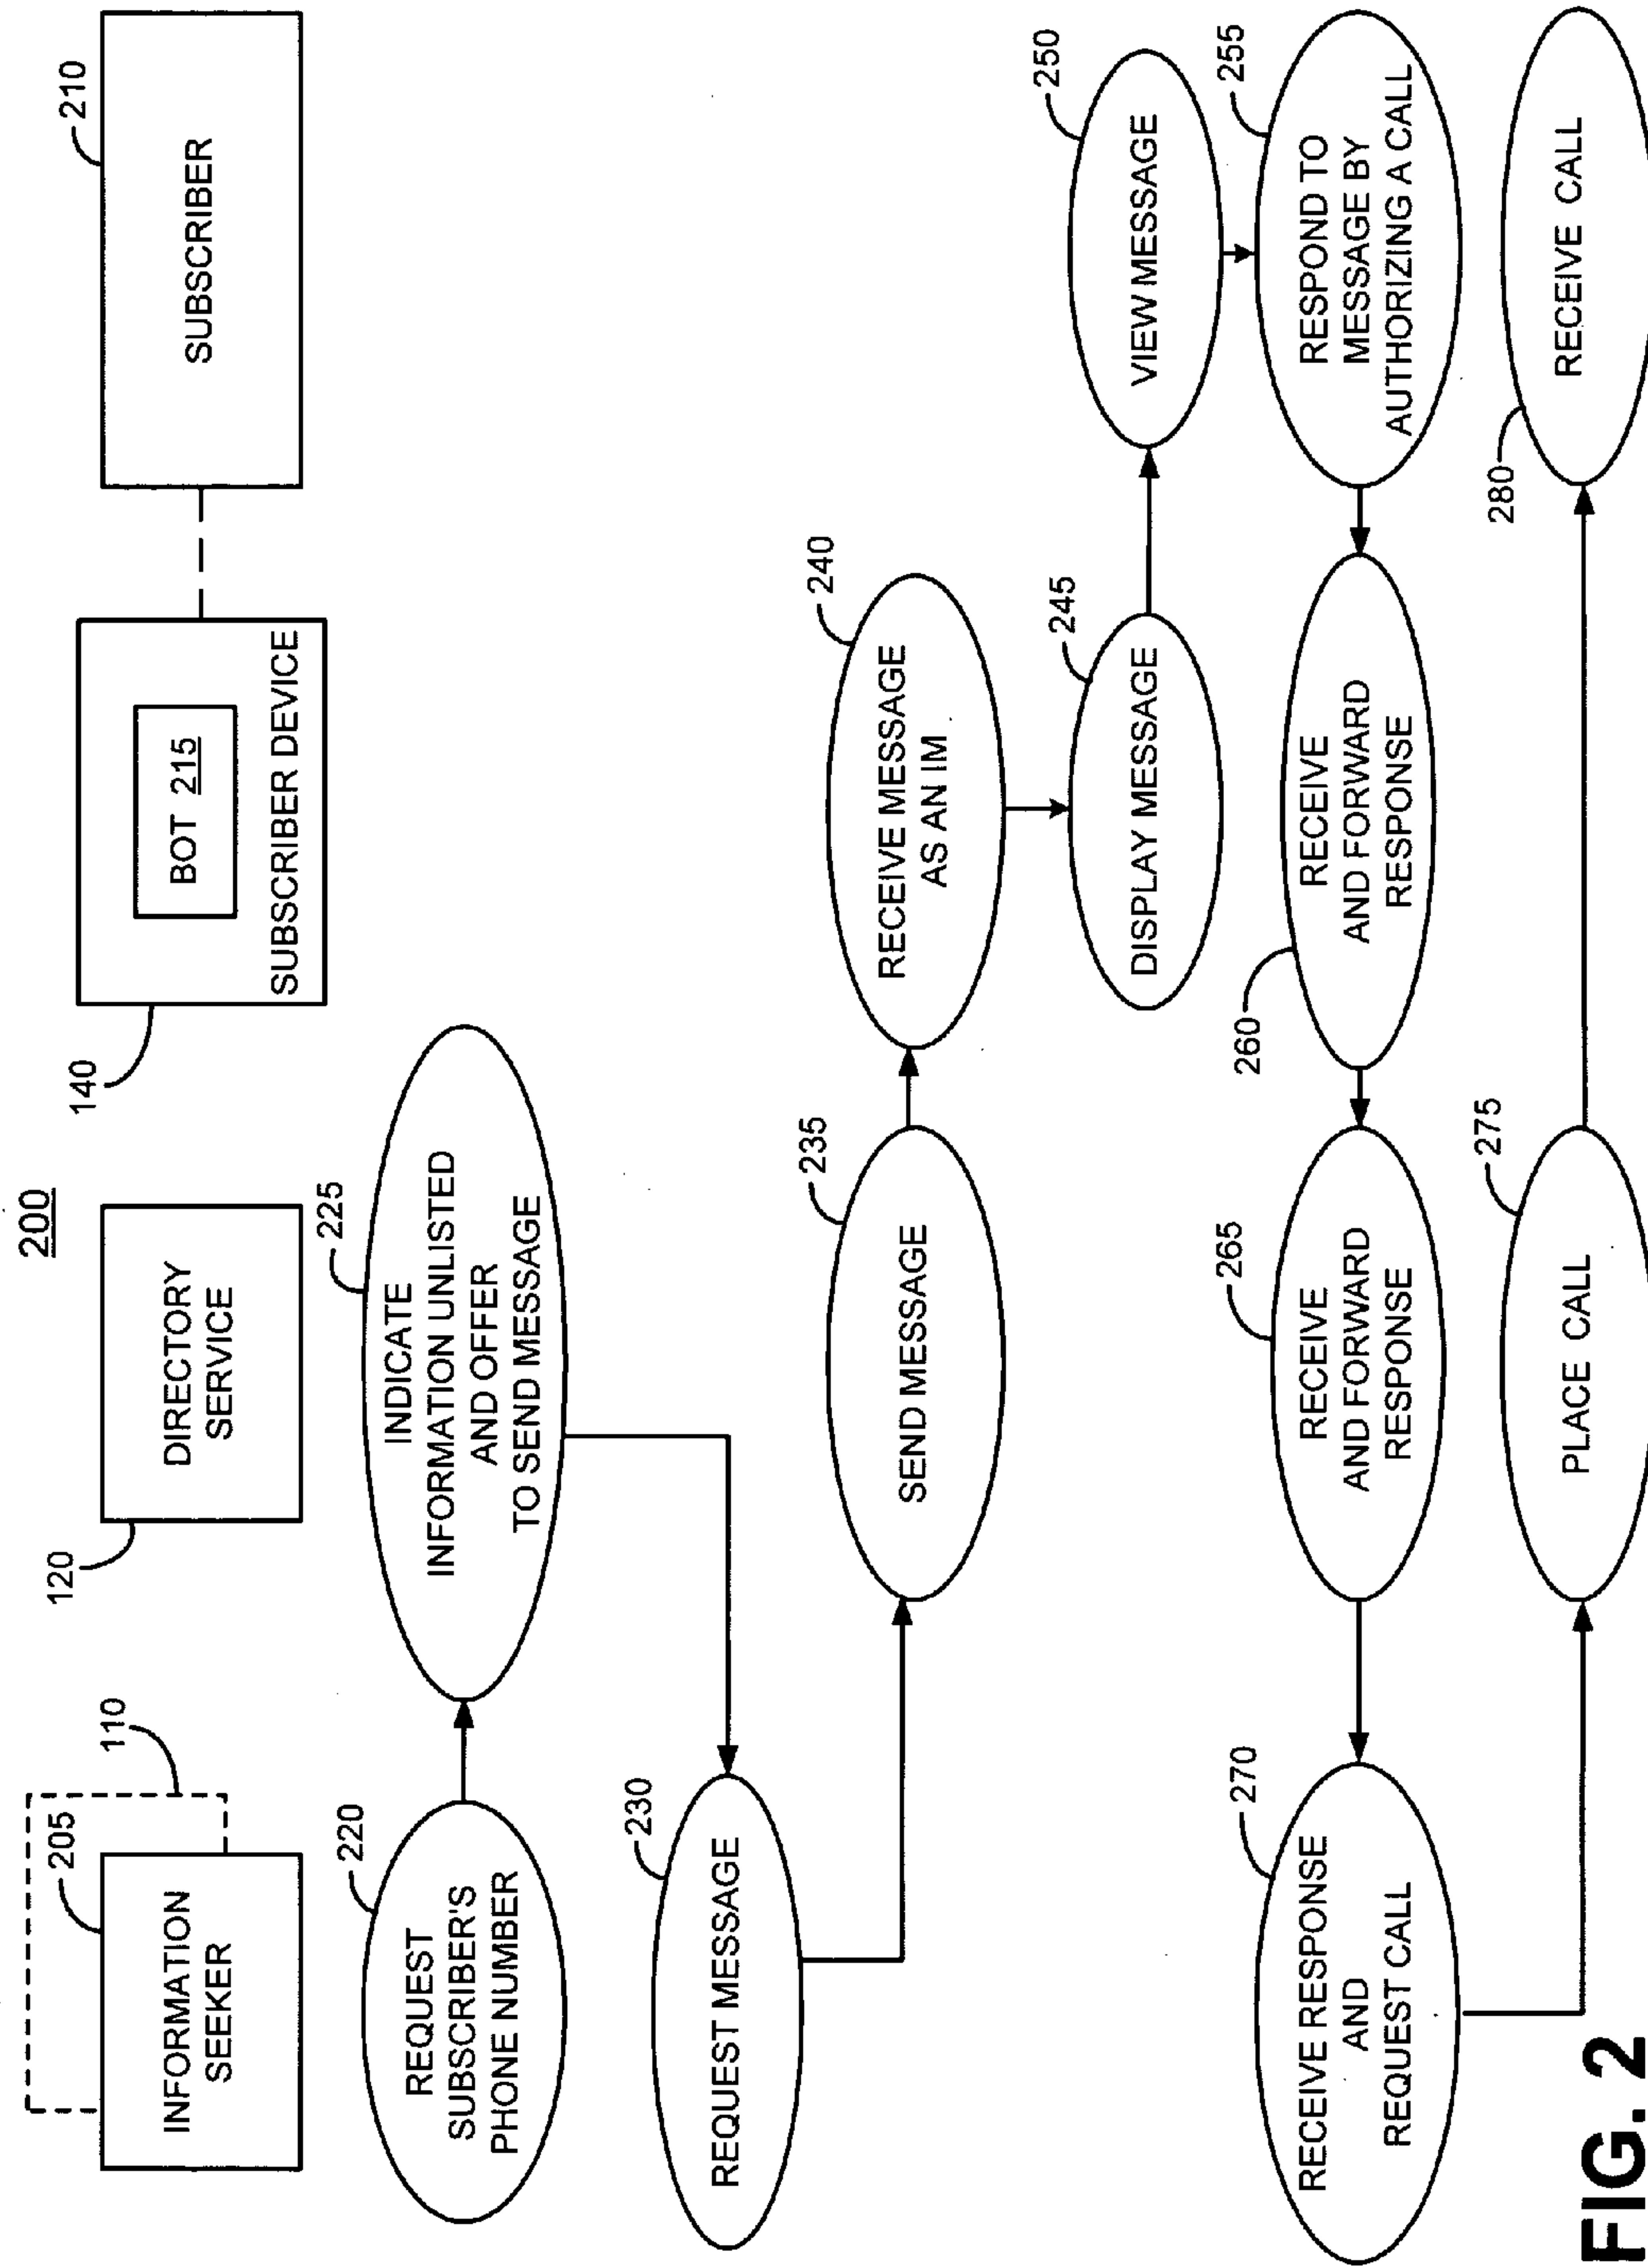 200
110
205
INFORMATION
SEEKER
120
DIRECTORY
SERVICE
140
BOT 215
SUBSCRIBER DEVICE
210
SUBSCRIBER
220
REQUEST
SUBSCRIBER'S
PHONE NUMBER
225
INDICATE
INFORMATION UNLISTED
AND OFFER
TO SEND MESSAGE
230
REQUEST MESSAGE
235
SEND MESSAGE
240
RECEIVE MESSAGE
AS AN IM
245
DISPLAY MESSAGE
250
VIEW MESSAGE
255
RESPOND TO
MESSAGE BY
AUTHORIZING A CALL
260
RECEIVE
AND FORWARD
RESPONSE
265
RECEIVE
AND FORWARD
RESPONSE
270
RECEIVE RESPONSE
AND
REQUEST CALL
275
PLACE CALL
280
RECEIVE CALL
FIG. 2